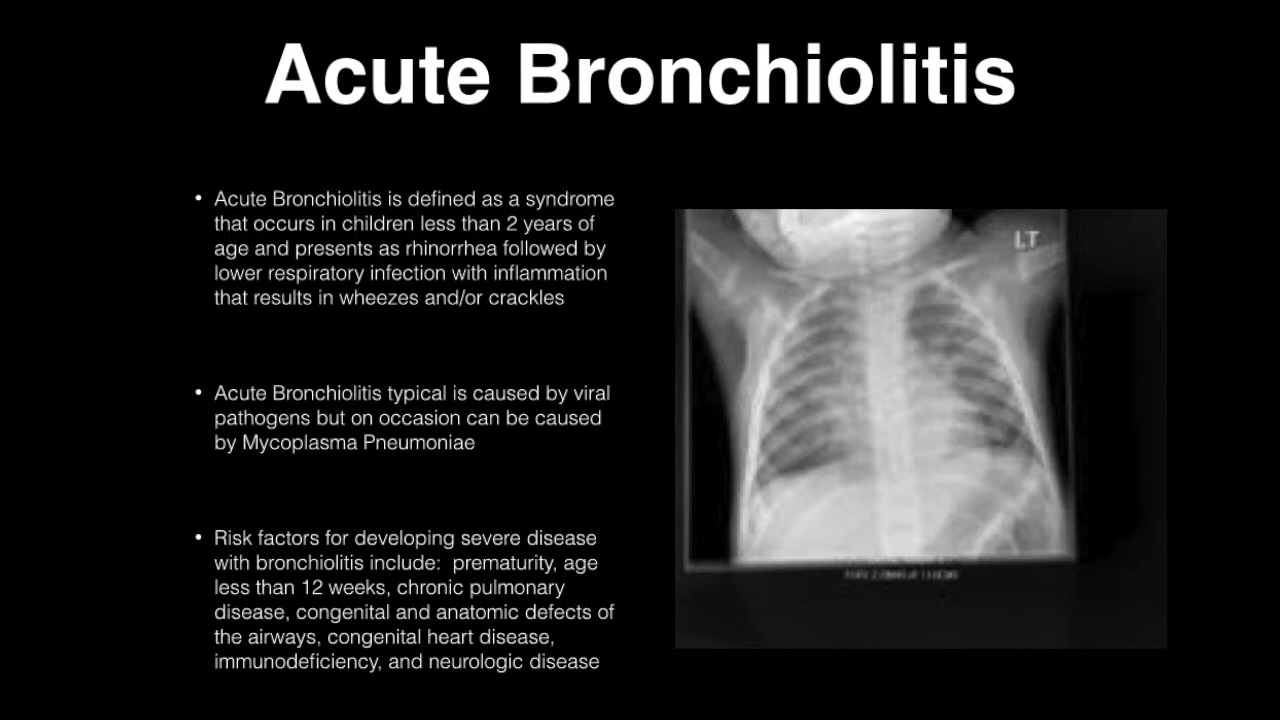 Acute Bronchiolitis
• Acute Bronchiolitis is defined as a syndrome
that occurs in children less than 2 years of
age and presents as rhinorrhea followed by
lower respiratory infection with inflammation
that results in wheezes and/or crackles
• Acute Bronchiolitis typical is caused by viral
pathogens but on occasion can be caused
by Mycoplasma Pneumoniae
• Risk factors for developing severe disease
with bronchiolitis include:  prematurity, age
less than 12 weeks, chronic pulmonary
disease, congenital and anatomic defects of
the airways, congenital heart disease,
immunodeficiency, and neurologic disease
LT